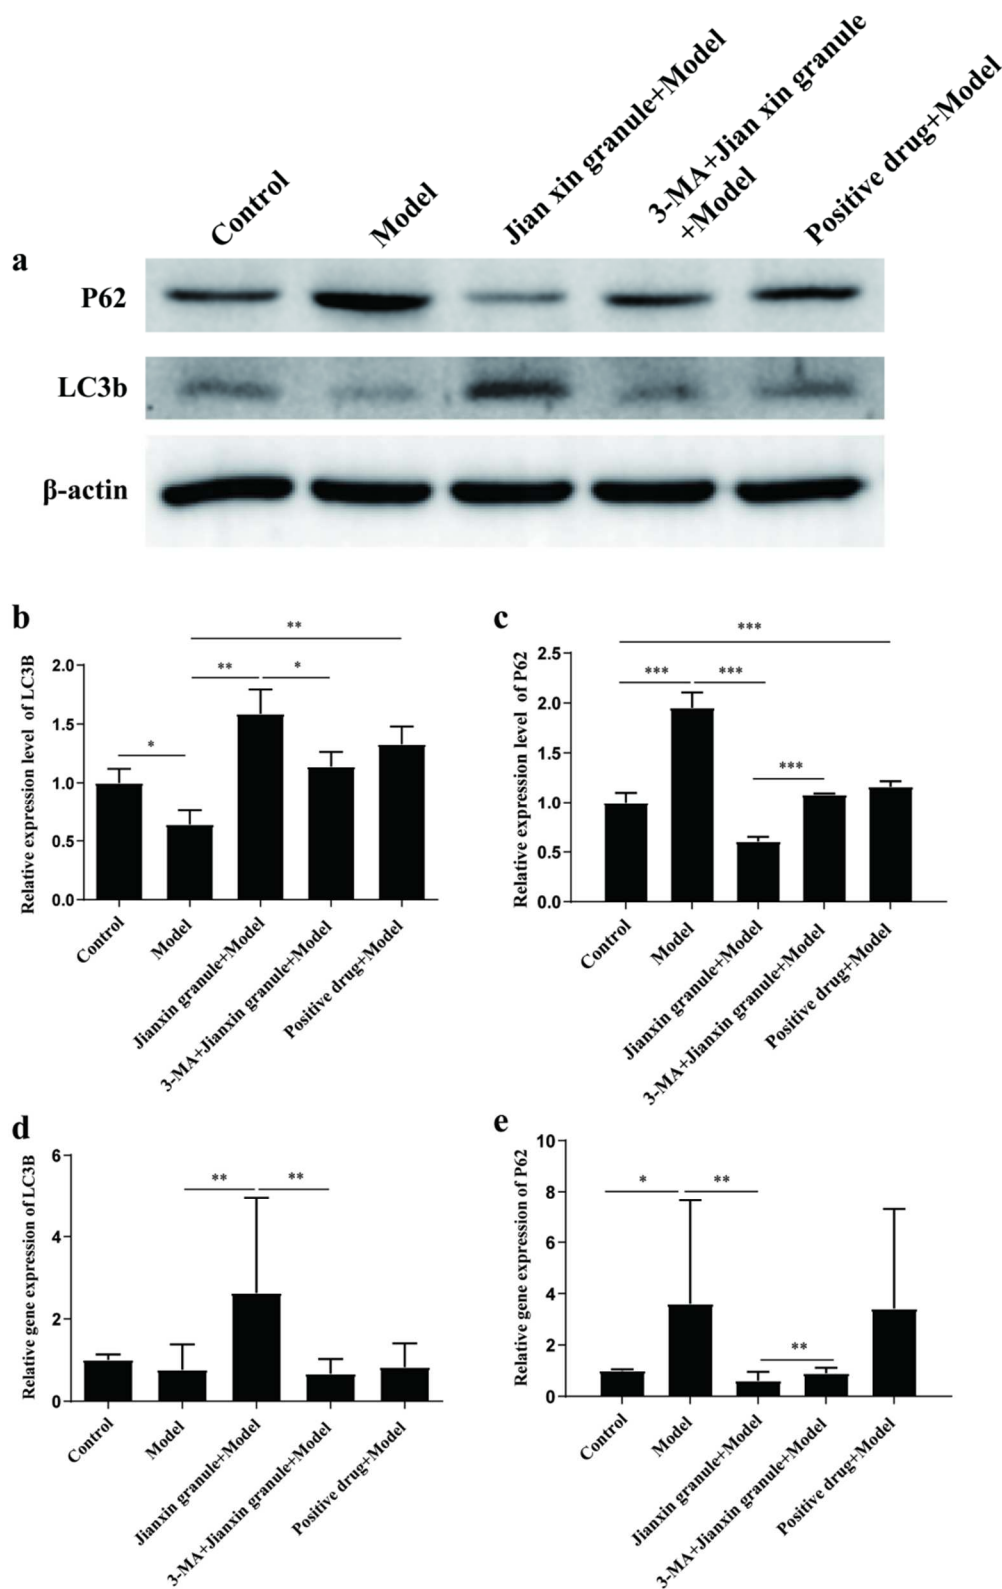 Control
Model
Jian xin granule+Model
3-MA+Jian xin granule
+Model
Positive drug+Model
a
P62
LC3b
β-actin
b
Relative expression level of LC3B
2.0
1.5
1.0
0.5
0.0
*
**
*
**
Control
Model
Jianxin granule+Model
3-MA+Jianxin granule+Model
Positive drug+Model
c
Relative expression level of P62
2.5
2.0
1.5
1.0
0.5
0.0
***
***
***
***
Control
Model
Jianxin granule+Model
3-MA+Jianxin granule+Model
Positive drug+Model
d
Relative gene expression of LC3B
6
4
2
0
**
**
Control
Model
Jianxin granule+Model
3-MA+Jianxin granule+Model
Positive drug+Model
e
Relative gene expression of P62
10
8
6
4
2
0
*
**
**
Control
Model
Jianxin granule+Model
3-MA+Jianxin granule+Model
Positive drug+Model